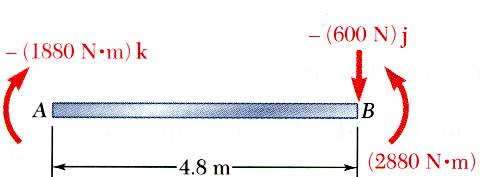 – (600 N) j
– (1880 N•m) k
A
B
4.8 m
(2880 N•m)